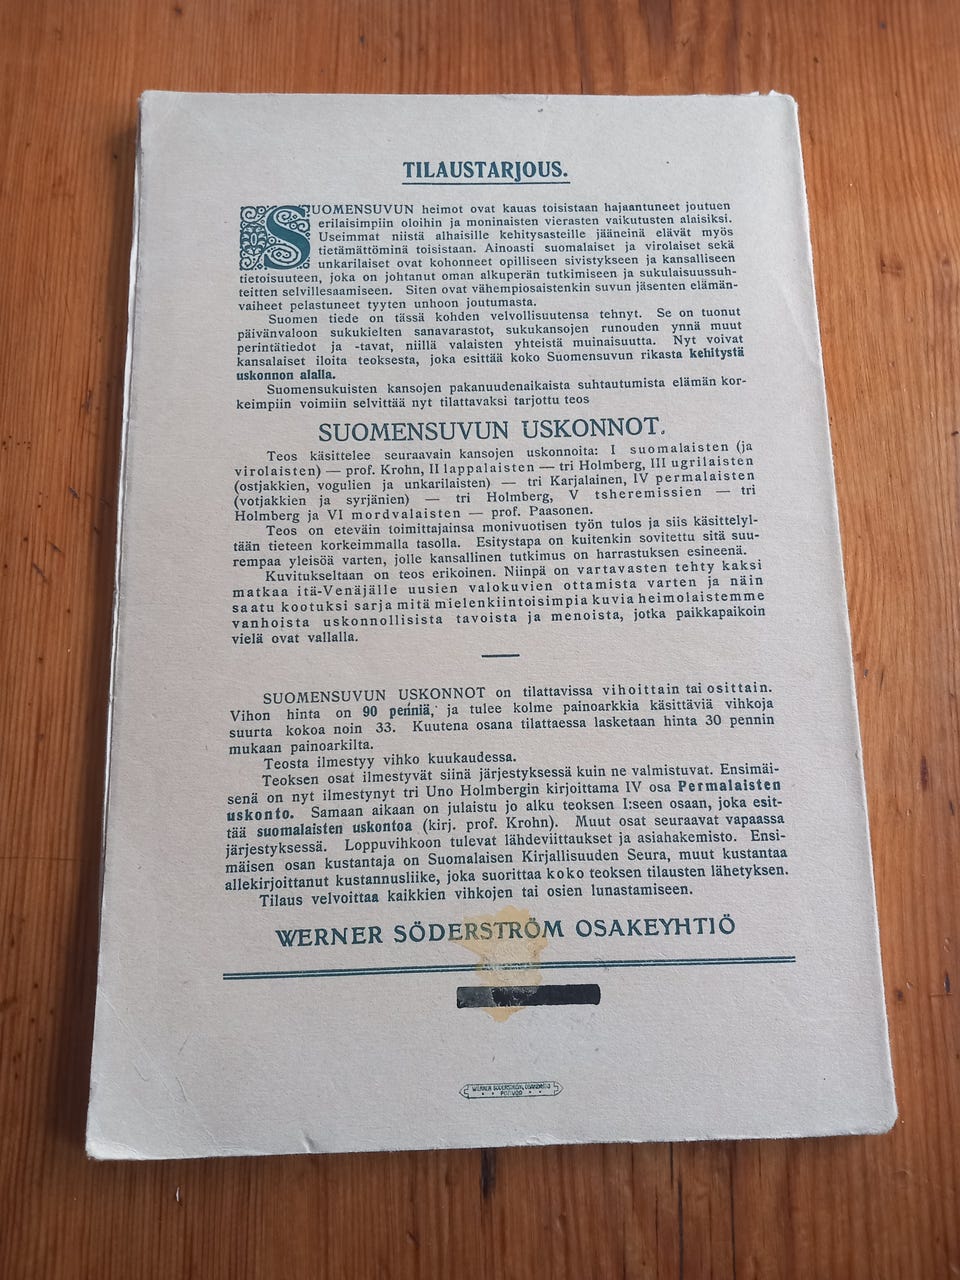 TILAUSTARJOUS.
SUOMENSUVUN heimot ovat kauas toisistaan hajaantuneet joutuen
erilaisimpiin oloihin ja moninaisten vierasten vaikutusten alaisiksi.
Useimmat niistä alhaisille kehitysasteille jääneinä elävät myös
tietämättöminä toisistaan. Ainoasti suomalaiset ja virolaiset sekä
unkarilaiset ovat kohonneet opilliseen sivistykseen ja kansalliseen
tietoisuuteen, joka on johtanut oman alkuperän tutkimiseen ja sukulaisuussuh-
teitten selvillesaamiseen. Siten ovat vähempiosaistenkin suvun jäsenten elämän-
vaiheet pelastuneet tyyten unhoon joutumasta.
Suomen tiede on tässä kohden velvollisuutensa tehnyt. Se on tuonut
päivänvaloon sukukielten sanavarastot, sukukansojen runouden ynnä muut
perintätiedot ja -tavat, niillä valaisten yhteistä muinaisuutta. Nyt voivat
kansalaiset iloita teoksesta, joka esittää koko Suomensuvun rikasta kehitystä
uskonnon alalla.
Suomensukuisten kansojen pakanuudenaikaista suhtautumista elämän kor-
keimpiin voimiin selvittää nyt tilattavaksi tarjottu teos
SUOMENSUVUN USKONNOT.
Teos käsittelee seuraavain kansojen uskonnoita: I suomalaisten (ja
virolaisten) — prof. Krohn, II lappalaisten — tri Holmberg, III ugrilaisten
(ostjakkien, vogulien ja unkarilaisten) — tri Karjalainen, IV permalaisten
(votjakkien ja syrjänien) — tri Holmberg, V tsheremissien — tri
Holmberg ja VI mordvalaisten — prof. Paasonen.
Teos on eteväin toimittajainsa monivuotisen työn tulos ja siis käsittelyl-
tään tieteen korkeimmalla tasolla. Esitystapa on kuitenkin sovitettu sitä suu-
rempaa yleisöä varten, jolle kansallinen tutkimus on harrastuksen esineenä.
Kuvitukseltaan on teos erikoinen. Niinpä on vartavasten tehty kaksi
matkaa itä-Venäjälle uusien valokuvien ottamista varten ja näin
saatu kootuksi sarja mitä mielenkiintoisimpia kuvia heimolaistemme
vanhoista uskonnollisista tavoista ja menoista, jotka paikkapaikoin
vielä ovat vallalla.
SUOMENSUVUN USKONNOT on tilattavissa vihoittain tai osittain.
Vihon hinta on 90 penniä, ja tulee kolme painoarkkia käsittäviä vihkoja
suurta kokoa noin 33. Kuutena osana tilattaessa lasketaan hinta 30 pennin
mukaan painoarkilta.
Teosta ilmestyy vihko kuukaudessa.
Teoksen osat ilmestyvät siinä järjestyksessä kuin ne valmistuvat. Ensimäi-
senä on nyt ilmestynyt tri Uno Holmbergin kirjoittama IV osa Permalaisten
uskonto. Samaan aikaan on julaistu jo alku teoksen I:seen osaan, joka esit-
tää suomalaisten uskontoa (kirj. prof. Krohn). Muut osat seuraavat vapaassa
järjestyksessä. Loppuvihkoon tulevat lähdeviittaukset ja asiahakemisto. Ensi-
mäisen osan kustantaja on Suomalaisen Kirjallisuuden Seura, muut kustantaa
allekirjoittanut kustannusliike, joka suorittaa koko teoksen tilausten lähetyksen.
Tilaus velvoittaa kaikkien vihkojen tai osien lunastamiseen.
WERNER SÖDERSTRÖM OSAKEYHTIÖ
WERNER SÖDERSTRÖM, OSAKEYHTIÖ
PORVOO